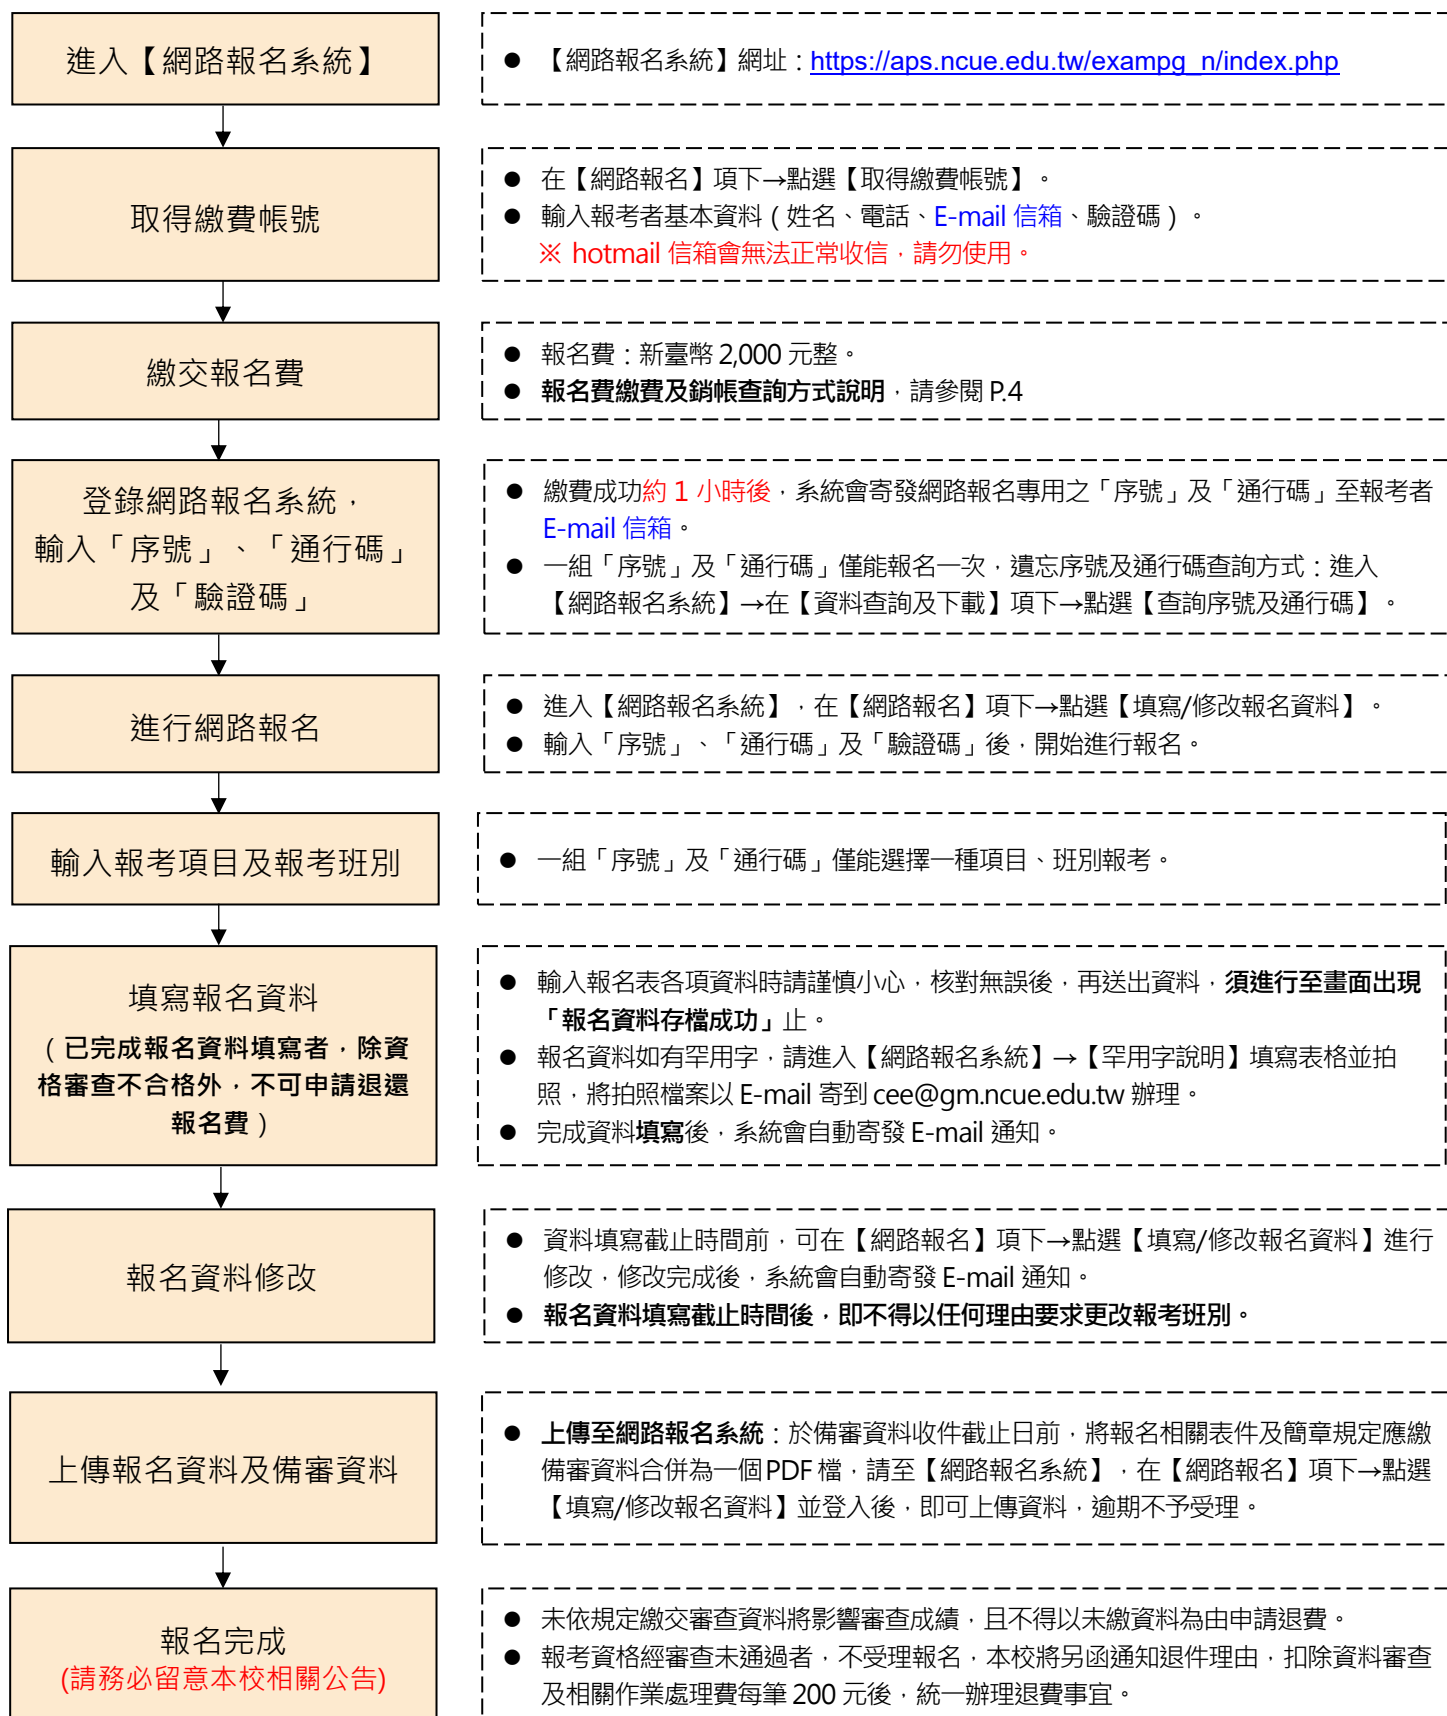 進入【網路報名系統】
● 【網路報名系統】網址：https://aps.ncue.edu.tw/exampg_n/index.php
取得繳費帳號
● 在【網路報名】項下→點選【取得繳費帳號】。
● 輸入報考者基本資料（姓名、電話、E-mail 信箱、驗證碼）。
※ hotmail 信箱會無法正常收信，請勿使用。
繳交報名費
● 報名費：新臺幣 2,000 元整。
● 報名費繳費及銷帳查詢方式說明，請參閱 P.4
登錄網路報名系統，
輸入「序號」、「通行碼」
及「驗證碼」
● 繳費成功約 1 小時後，系統會寄發網路報名專用之「序號」及「通行碼」至報考者
E-mail 信箱。
● 一組「序號」及「通行碼」僅能報名一次，遺忘序號及通行碼查詢方式：進入
【網路報名系統】→在【資料查詢及下載】項下→點選【查詢序號及通行碼】。
進行網路報名
● 進入【網路報名系統】，在【網路報名】項下→點選【填寫/修改報名資料】。
● 輸入「序號」、「通行碼」及「驗證碼」後，開始進行報名。
輸入報考項目及報考班別
● 一組「序號」及「通行碼」僅能選擇一種項目、班別報考。
填寫報名資料
（已完成報名資料填寫者，除資
格審查不合格外，不可申請退還
報名費）
● 輸入報名表各項資料時請謹慎小心，核對無誤後，再送出資料，須進行至畫面出現
「報名資料存檔成功」止。
● 報名資料如有罕用字，請進入【網路報名系統】→【罕用字說明】填寫表格並拍
照，將拍照檔案以 E-mail 寄到 cee@gm.ncue.edu.tw 辦理。
● 完成資料填寫後，系統會自動寄發 E-mail 通知。
報名資料修改
● 資料填寫截止時間前，可在【網路報名】項下→點選【填寫/修改報名資料】進行
修改，修改完成後，系統會自動寄發 E-mail 通知。
● 報名資料填寫截止時間後，即不得以任何理由要求更改報考班別。
上傳報名資料及備審資料
● 上傳至網路報名系統：於備審資料收件截止日前，將報名相關表件及簡章規定應繳
備審資料合併為一個 PDF 檔，請至【網路報名系統】，在【網路報名】項下→點選
【填寫/修改報名資料】並登入後，即可上傳資料，逾期不予受理。
報名完成
(請務必留意本校相關公告)
● 未依規定繳交審查資料將影響審查成績，且不得以未繳資料為由申請退費。
● 報考資格經審查未通過者，不受理報名，本校將另函通知退件理由，扣除資料審查
及相關作業處理費每筆 200 元後，統一辦理退費事宜。